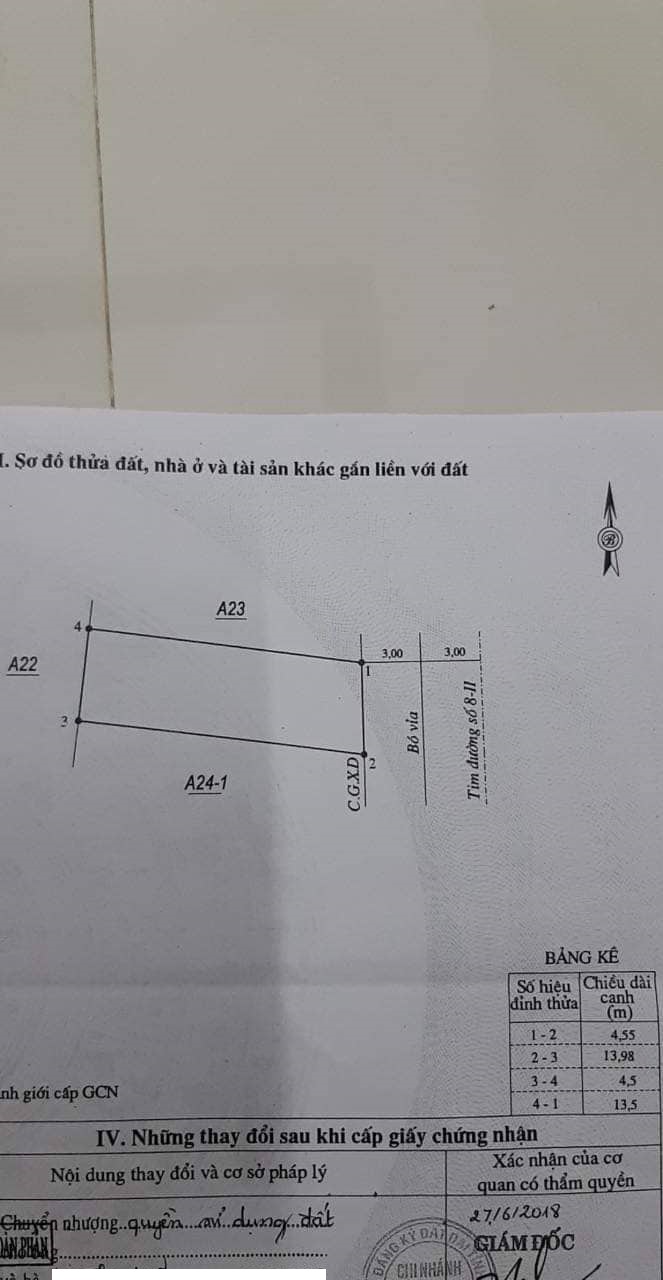 I. Sơ đồ thửa đất, nhà ở và tài sản khác gắn liền với đất
B
A23
4
A22
3,00
3,00
1
3
Bó vỉa
Tim đường số 8-II
2
C.G.X.D
A24-1
BẢNG KÊ
Số hiệu đỉnh thửa
Chiều dài cạnh (m)
1 - 2 4,55
2 - 3 13,98
3 - 4 4,5
4 - 1 13,5
nh giới cấp GCN
IV. Những thay đổi sau khi cấp giấy chứng nhận
Nội dung thay đổi và cơ sở pháp lý
Xác nhận của cơ quan có thẩm quyền
Chuyển nhượng quyền sử dụng đất
27/6/2018
GIÁM ĐỐC
ĐĂNG KÝ ĐẤT ĐAI
CHI NHÁNH